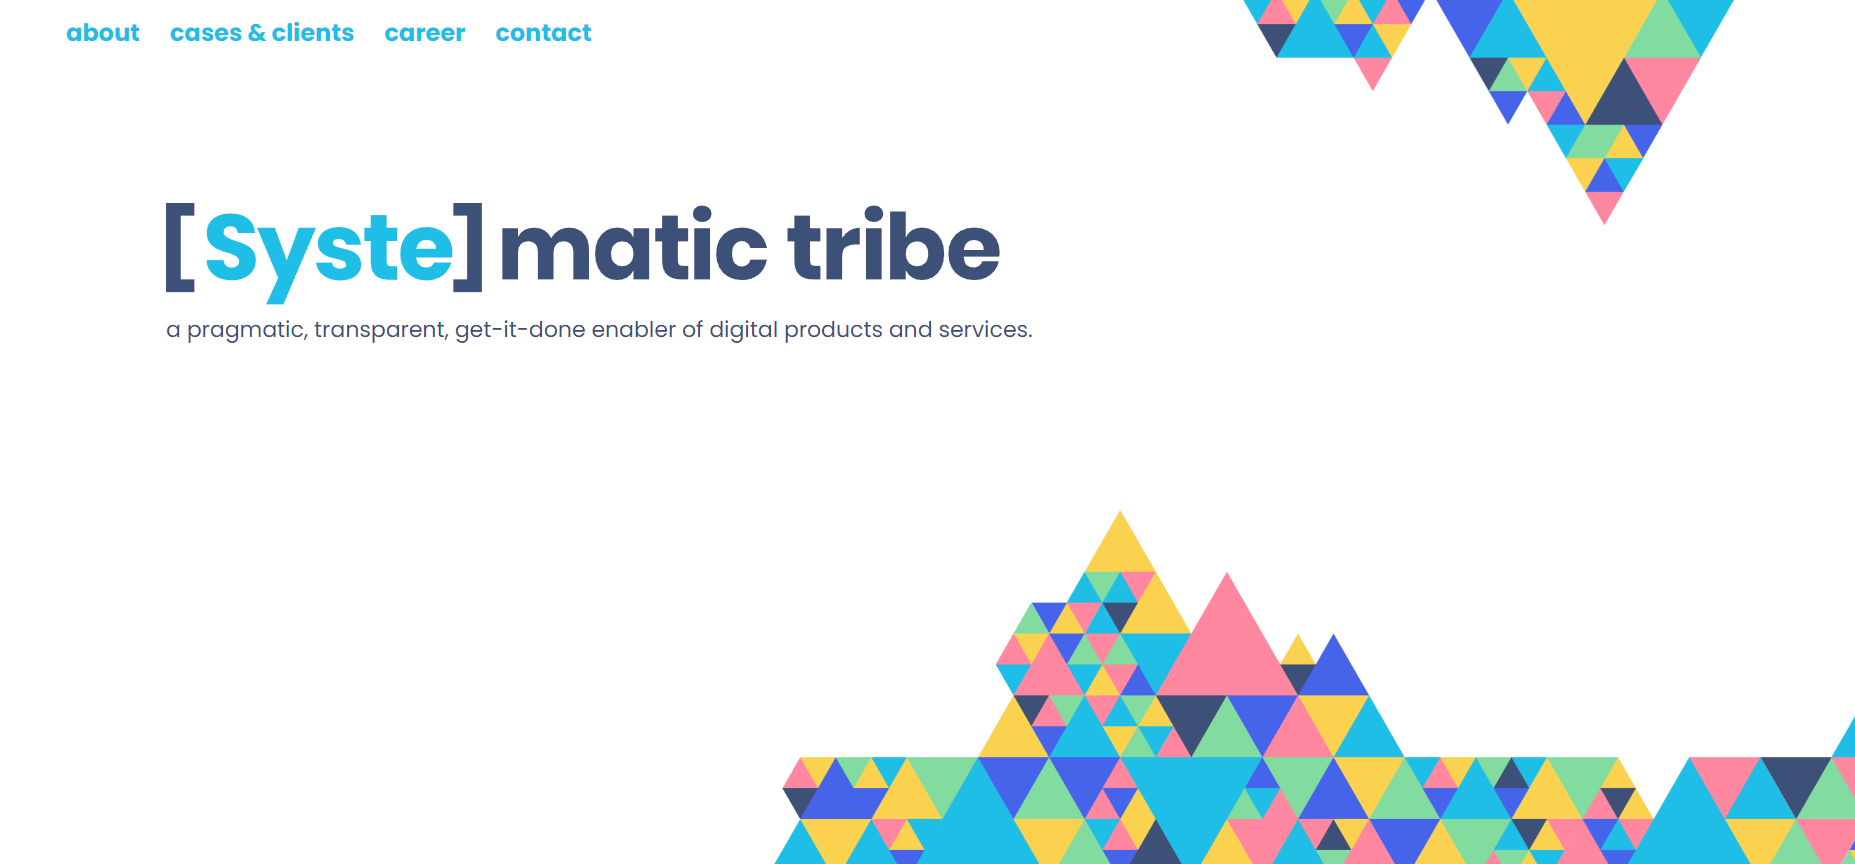 about cases & clients career contact
[Syste]matic tribe
a pragmatic, transparent, get-it-done enabler of digital products and services.